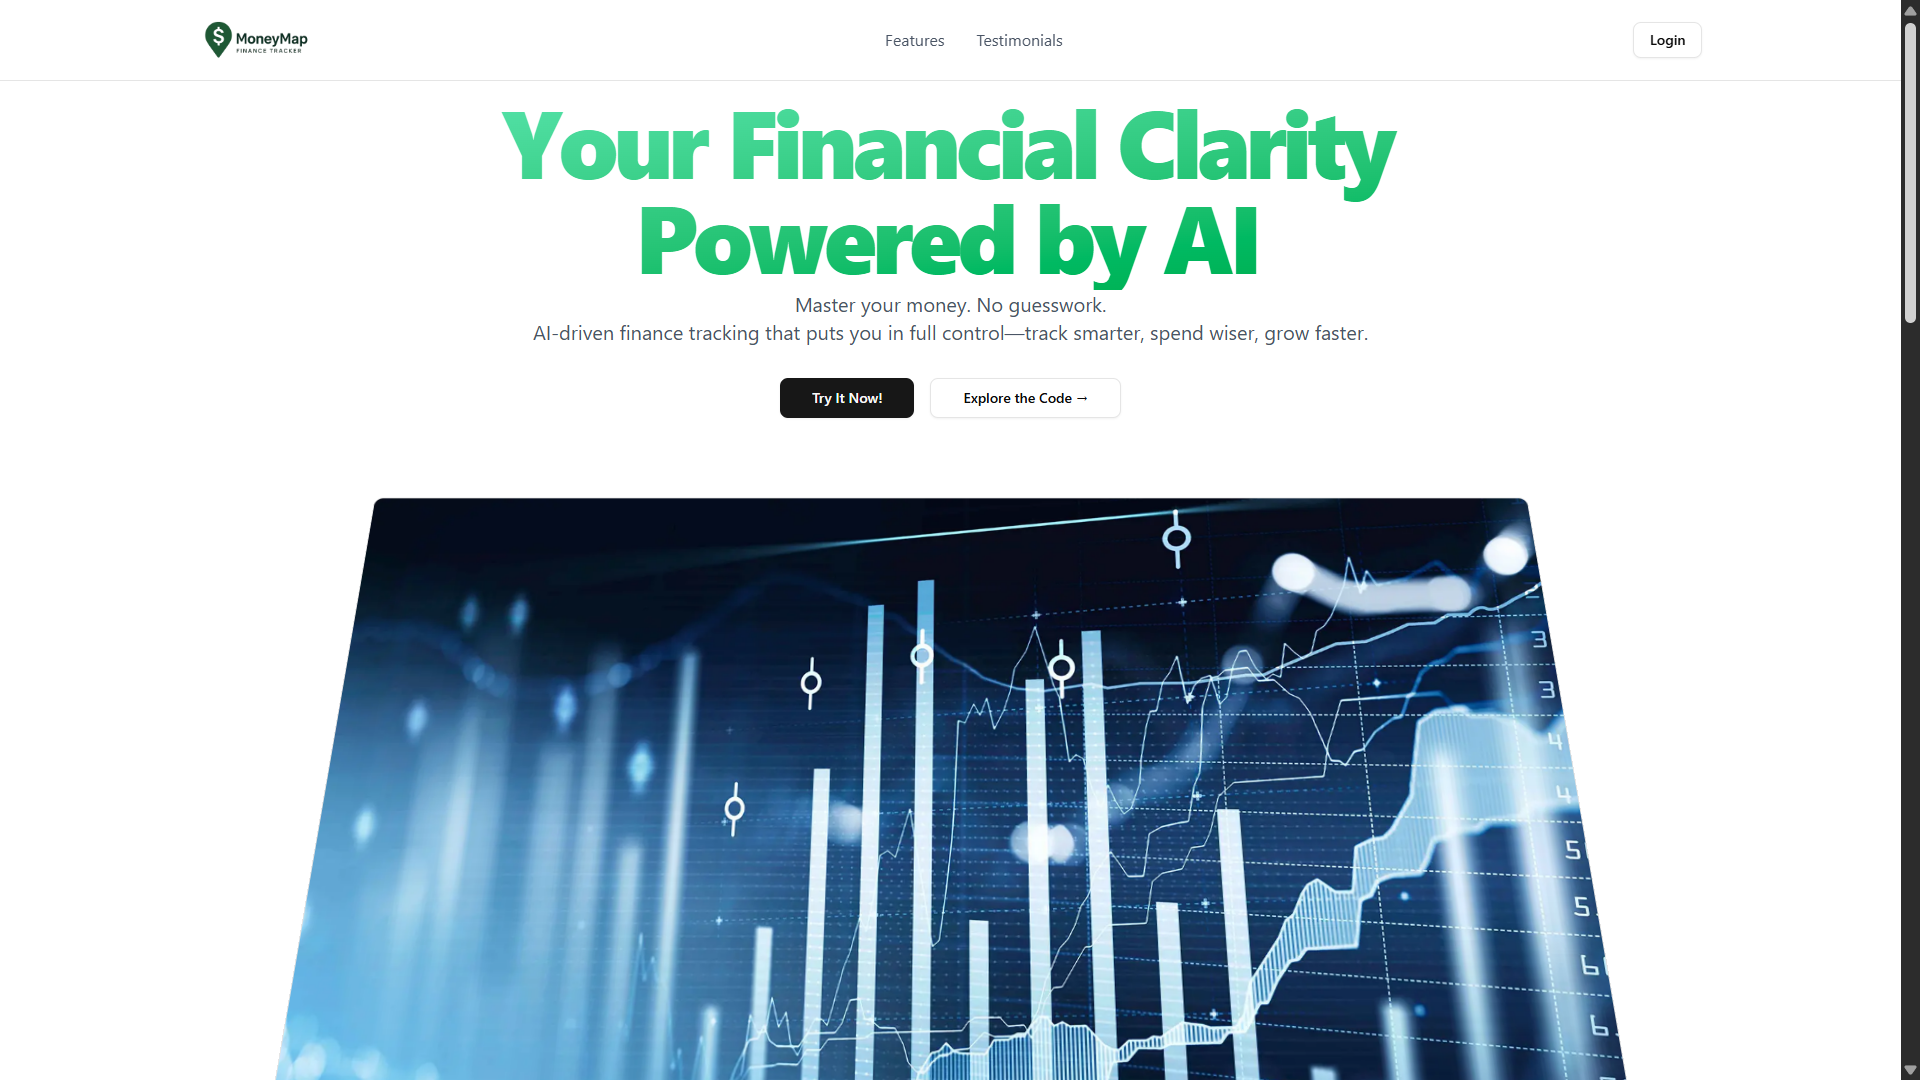 $ MoneyMap
FINANCE TRACKER
Features
Testimonials
Login
Your Financial Clarity
Powered by AI
Master your money. No guesswork.
AI-driven finance tracking that puts you in full control—track smarter, spend wiser, grow faster.
Try It Now!
Explore the Code →
3
3
4
4
5
5.
6
6.